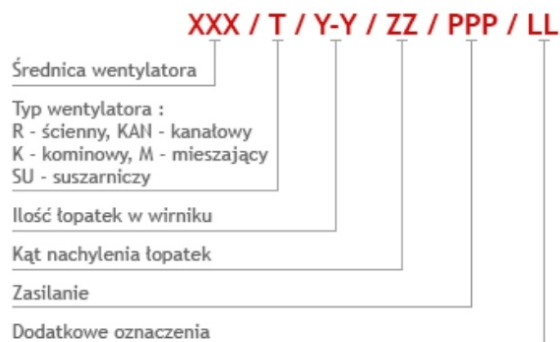 XXX / T / Y-Y / ZZ / PPP / LL
Średnica wentylatora
Typ wentylatora :
R - ścienny, KAN - kanałowy
K - kominowy, M - mieszający
SU - suszarniczy
Ilość łopatek w wirniku
Kąt nachylenia łopatek
Zasilanie
Dodatkowe oznaczenia